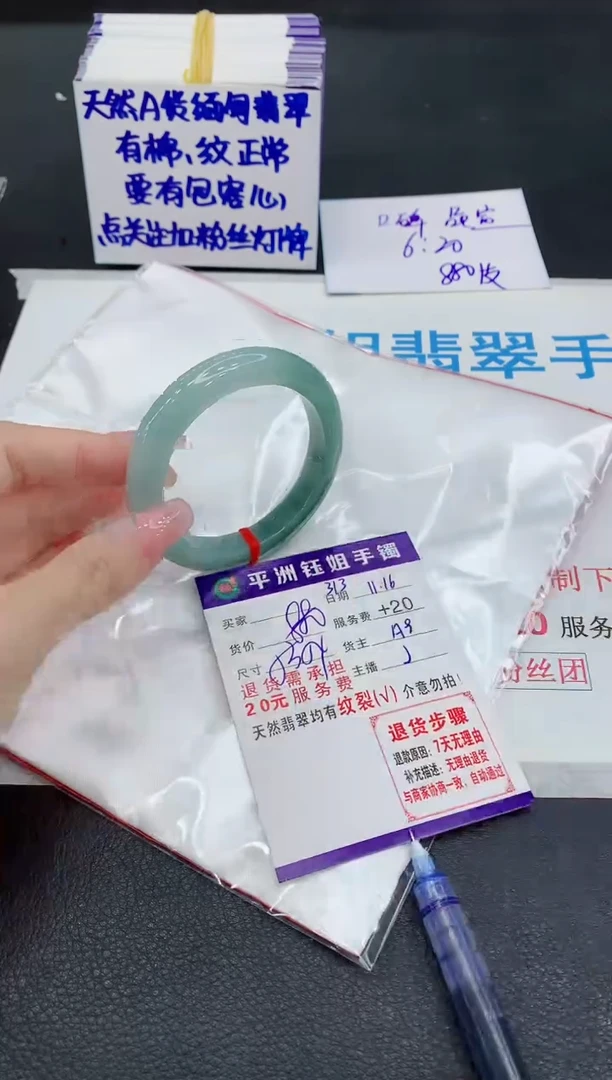 天然A货缅甸翡翠
有棉、纹正常
要有包容心
点关注加粉丝灯牌
6:20
880发
姐翡翠手
平洲钰姐手镯
买家
313
日期 11.16
货价 880
服务费 +20
尺寸
货主 A8
主播
退货需承担
20元服务费
天然翡翠均有纹裂(√)介意勿拍!
退货步骤
退款原因:7天无理由
补充描述:无理由退货
与商家协商一致,自动通过
制下
0 服务
粉丝团